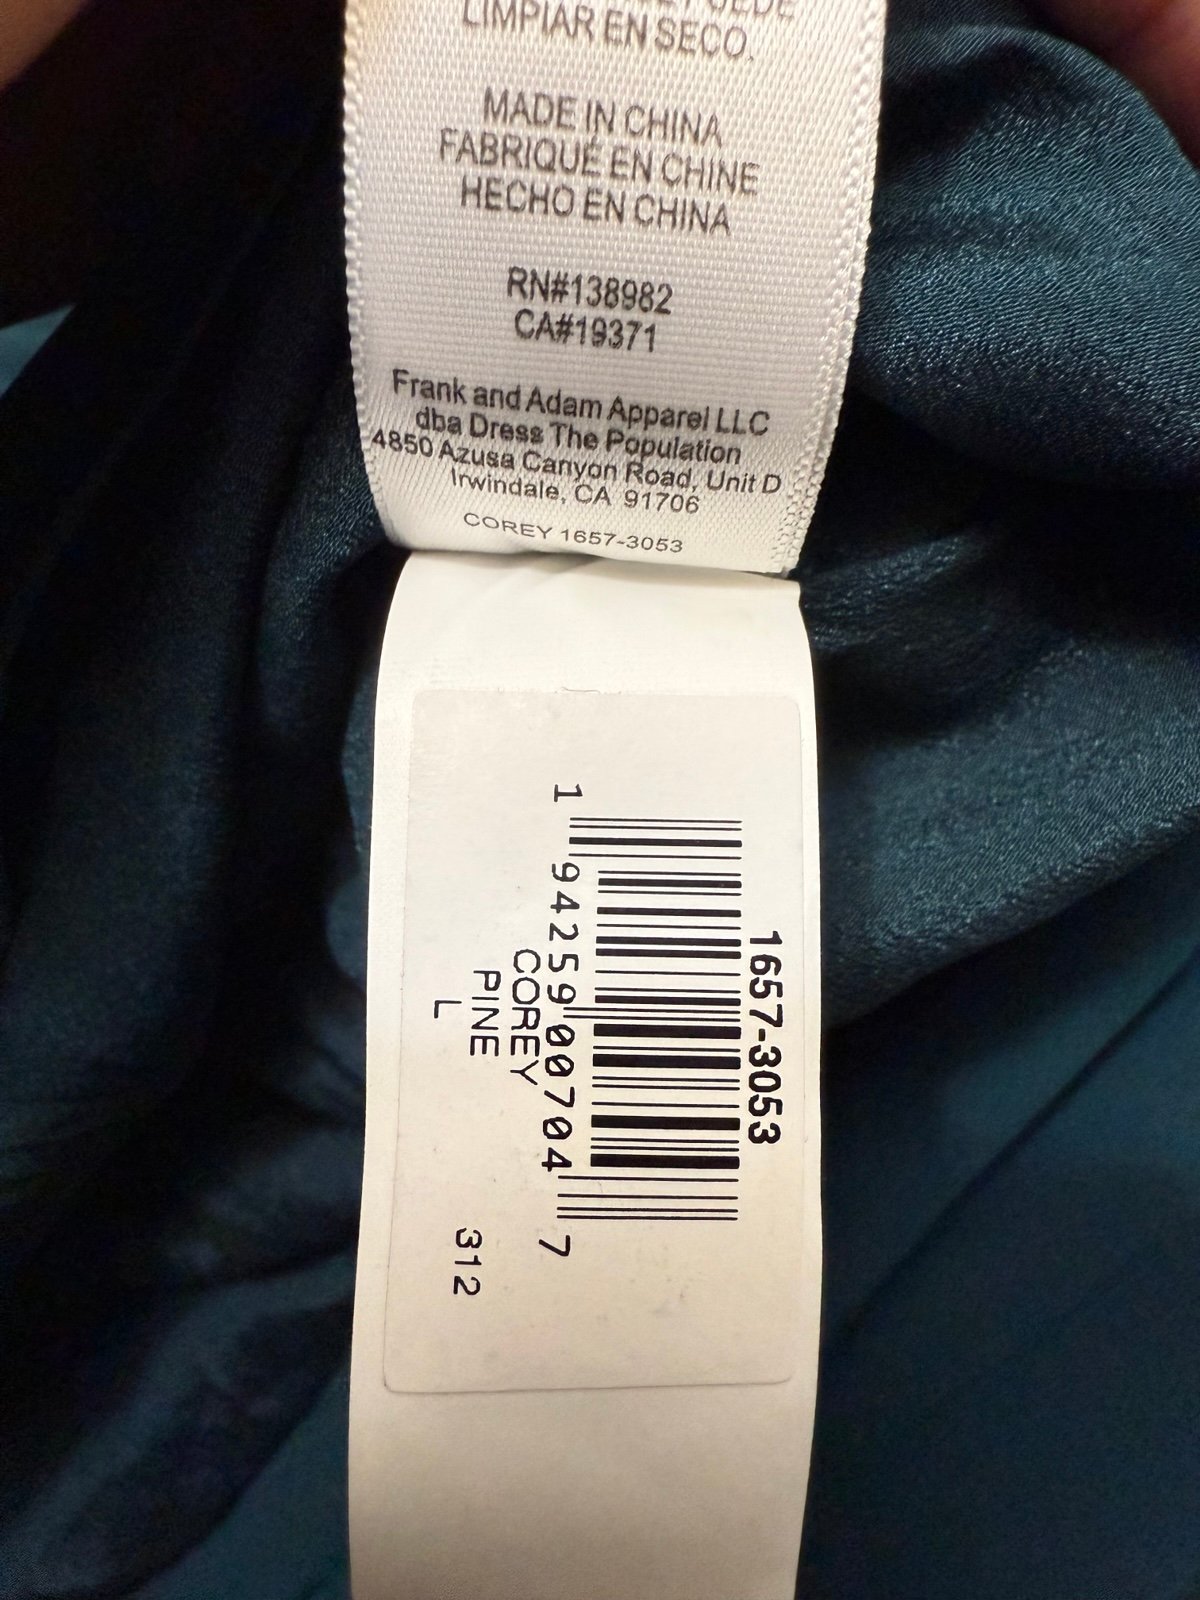 LIMPIAR EN SECO.
MADE IN CHINA
FABRIQUÉ EN CHINE
HECHO EN CHINA
RN#138982
CA#19371
Frank and Adam Apparel LLC
dba Dress The Population
4850 Azusa Canyon Road, Unit D
Irwindale, CA 91706
COREY 1657-3053
1657-3053
1 94259 00704 7
COREY
PINE 312
L